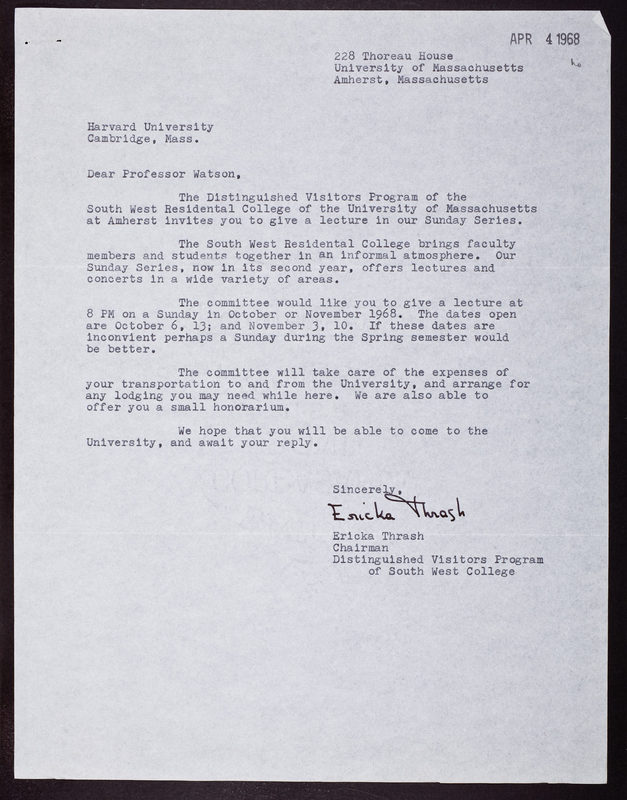 APR 4 1968
228 Thoreau House
University of Massachusetts
Amherst, Massachusetts
Harvard University
Cambridge, Mass.
Dear Professor Watson,
The Distinguished Visitors Program of the
South West Residental College of the University of Massachusetts
at Amherst invites you to give a lecture in our Sunday Series.
The South West Residental College brings faculty
members and students together in an informal atmosphere. Our
Sunday Series, now in its second year, offers lectures and
concerts in a wide variety of areas.
The committee would like you to give a lecture at
8 PM on a Sunday in October or November 1968. The dates open
are October 6, 13; and November 3, 10. If these dates are
inconvient perhaps a Sunday during the Spring semester would
be better.
The committee will take care of the expenses of
your transportation to and from the University, and arrange for
any lodging you may need while here. We are also able to
offer you a small honorarium.
We hope that you will be able to come to the
University, and await your reply.
Sincerely,
Ericka Thrash
Ericka Thrash
Chairman
Distinguished Visitors Program
of South West College